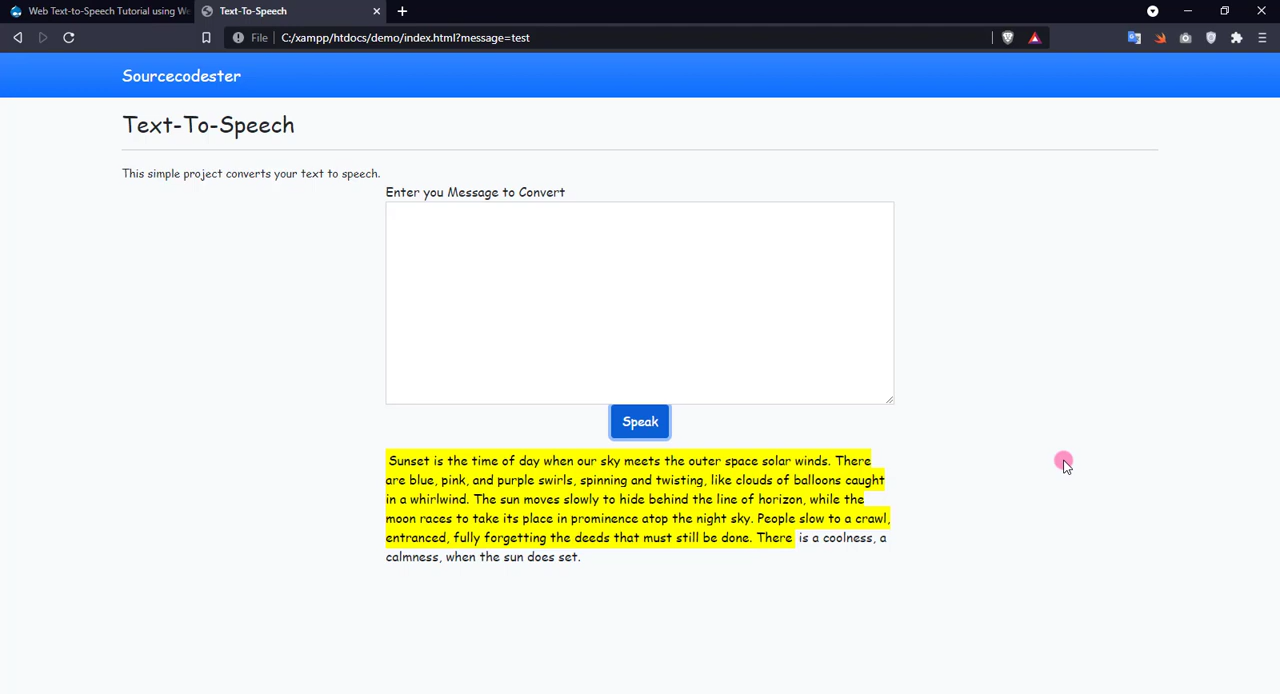 Web Text-to-Speech Tutorial using We
Text-To-Speech
File
C:/xampp/htdocs/demo/index.html?message=test
Sourcecodester
Text-To-Speech
This simple project converts your text to speech.
Enter you Message to Convert
Speak
Sunset is the time of day when our sky meets the outer space solar winds. There
are blue, pink, and purple swirls, spinning and twisting, like clouds of balloons caught
in a whirlwind. The sun moves slowly to hide behind the line of horizon, while the
moon races to take its place in prominence atop the night sky. People slow to a crawl,
entranced, fully forgetting the deeds that must still be done. There is a coolness, a
calmness, when the sun does set.